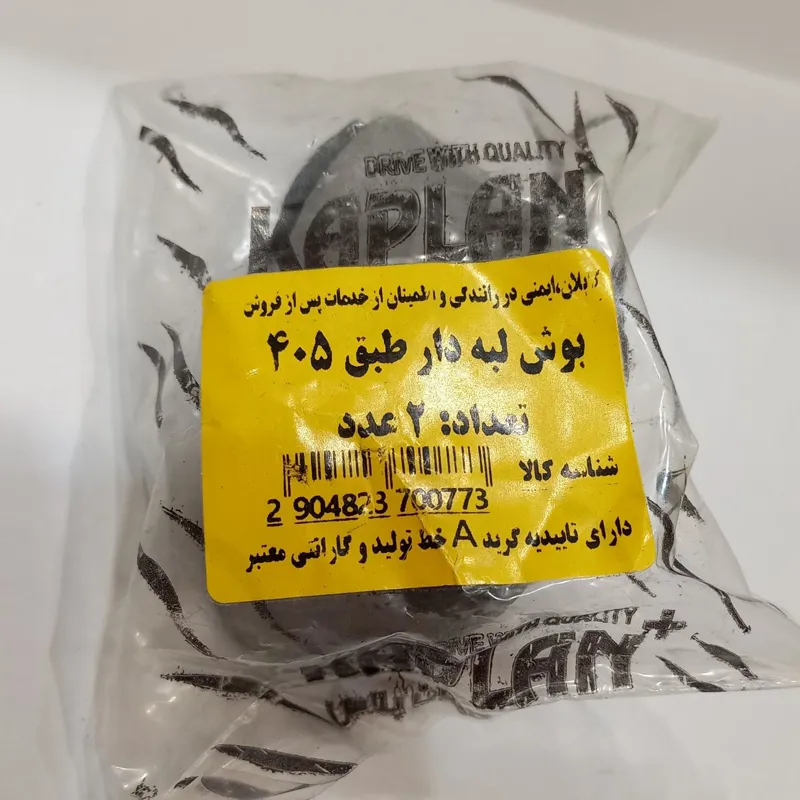 DRIVE WITH QUALITY
KAPLAN
کاپلان،ایمنی در رانندگی و اطمینان از خدمات پس از فروش
بوش لبه دار طبق ۴۰۵
تعداد: ۲ عدد
شناسه کالا
2 904823 700773
دارای تاییدیه گرید A خط تولید و گارانتی معتبر
DRIVE WITH QUALITY
KAPLAN+